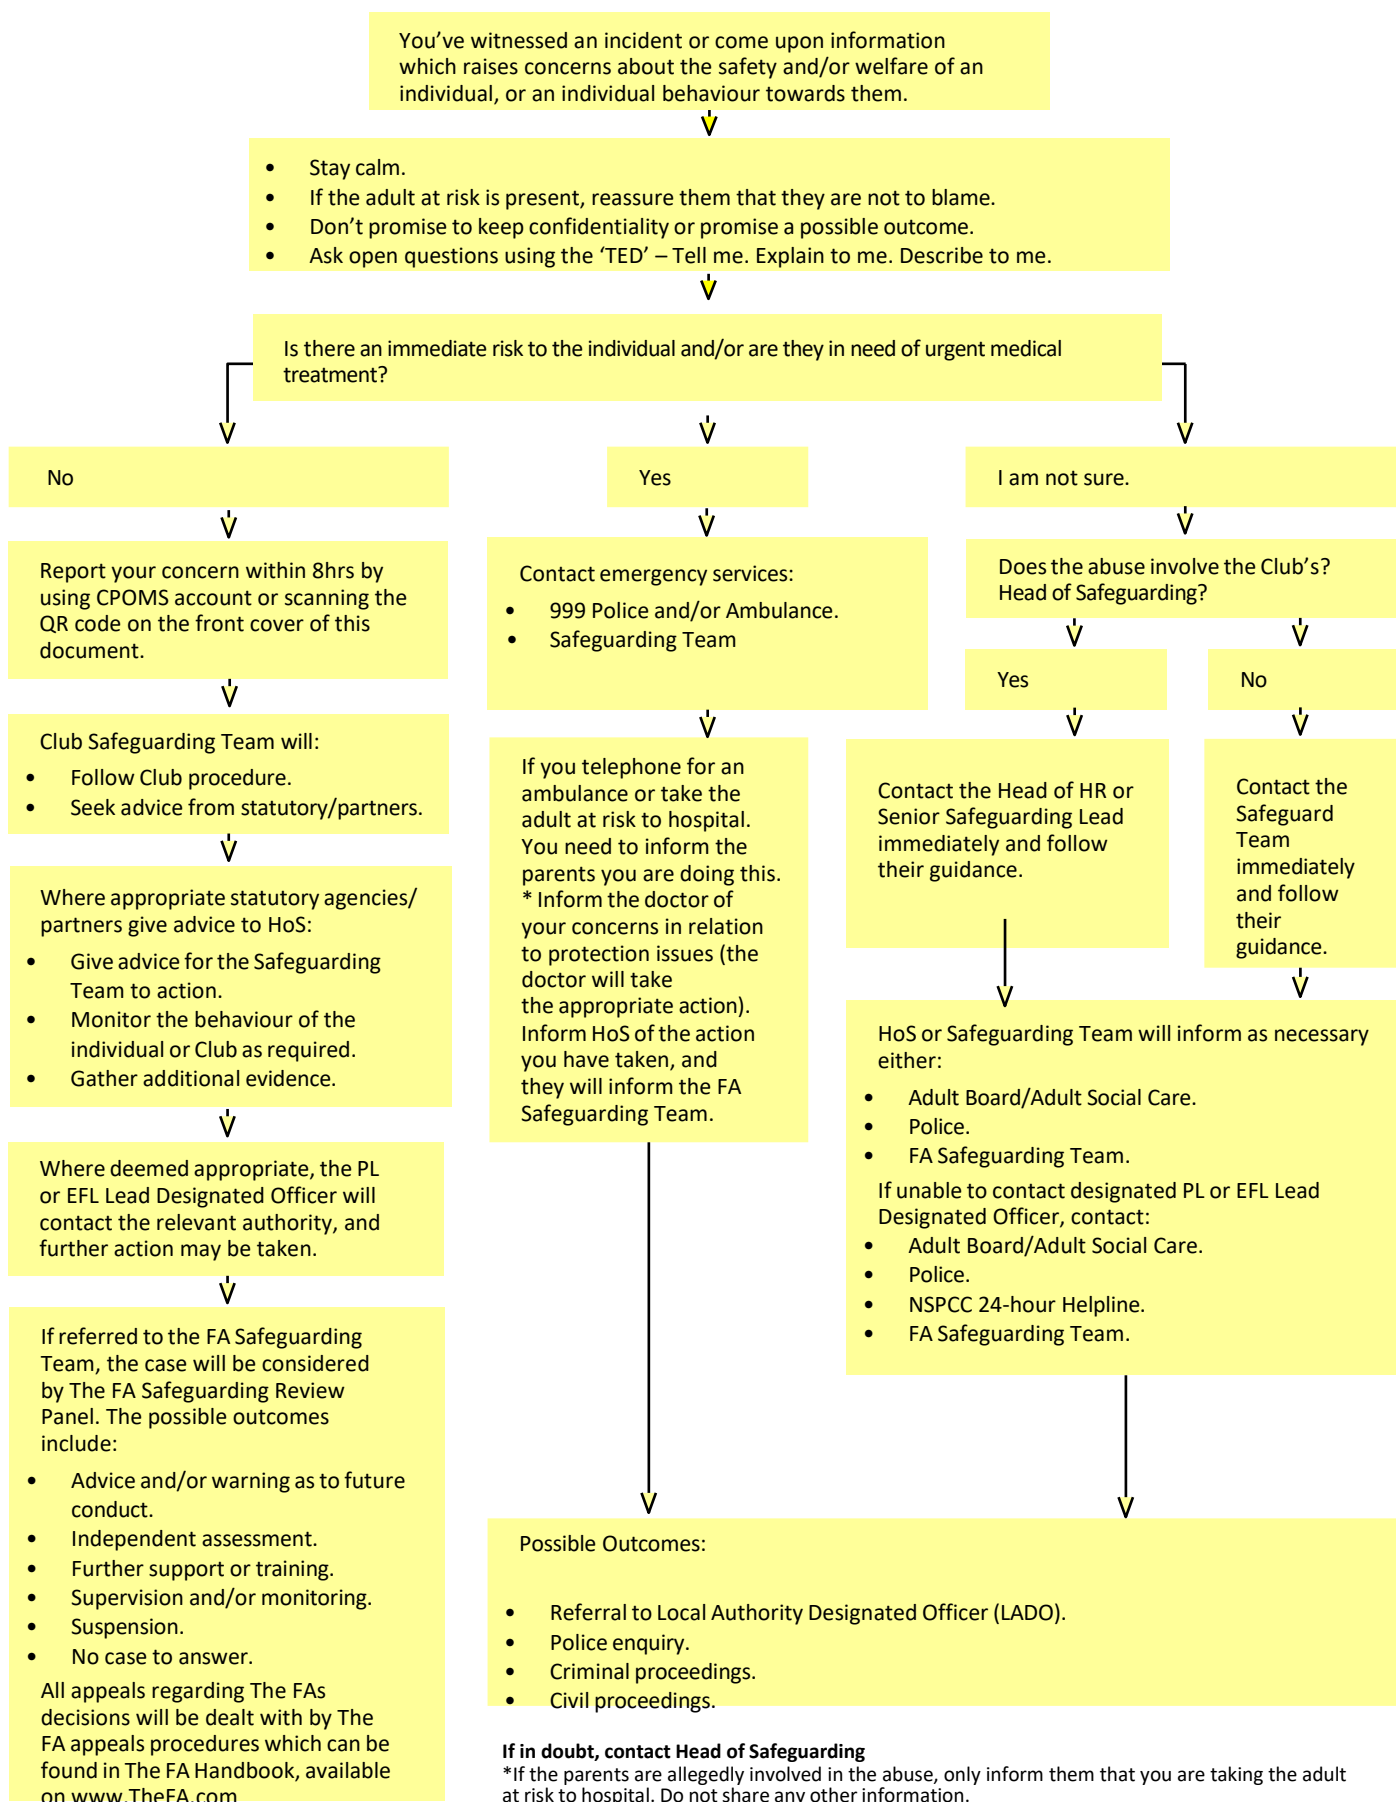 You’ve witnessed an incident or come upon information
which raises concerns about the safety and/or welfare of an
individual, or an individual behaviour towards them.
• Stay calm.
• If the adult at risk is present, reassure them that they are not to blame.
• Don’t promise to keep confidentiality or promise a possible outcome.
• Ask open questions using the ‘TED’ – Tell me. Explain to me. Describe to me.
Is there an immediate risk to the individual and/or are they in need of urgent medical
treatment?
No
Report your concern within 8hrs by
using CPOMS account or scanning the
QR code on the front cover of this
document.
Club Safeguarding Team will:
• Follow Club procedure.
• Seek advice from statutory/partners.
Where appropriate statutory agencies/
partners give advice to HoS:
• Give advice for the Safeguarding
Team to action.
• Monitor the behaviour of the
individual or Club as required.
• Gather additional evidence.
Where deemed appropriate, the PL
or EFL Lead Designated Officer will
contact the relevant authority, and
further action may be taken.
If referred to the FA Safeguarding
Team, the case will be considered
by The FA Safeguarding Review
Panel. The possible outcomes
include:
• Advice and/or warning as to future
conduct.
• Independent assessment.
• Further support or training.
• Supervision and/or monitoring.
• Suspension.
• No case to answer.
All appeals regarding The FAs
decisions will be dealt with by The
FA appeals procedures which can be
found in The FA Handbook, available
on www.TheFA.com
Yes
Contact emergency services:
• 999 Police and/or Ambulance.
• Safeguarding Team
If you telephone for an
ambulance or take the
adult at risk to hospital.
You need to inform the
parents you are doing this.
* Inform the doctor of
your concerns in relation
to protection issues (the
doctor will take
the appropriate action).
Inform HoS of the action
you have taken, and
they will inform the FA
Safeguarding Team.
I am not sure.
Does the abuse involve the Club’s?
Head of Safeguarding?
Yes
Contact the Head of HR or
Senior Safeguarding Lead
immediately and follow
their guidance.
No
Contact the
Safeguard
Team
immediately
and follow
their
guidance.
HoS or Safeguarding Team will inform as necessary
either:
• Adult Board/Adult Social Care.
• Police.
• FA Safeguarding Team.
If unable to contact designated PL or EFL Lead
Designated Officer, contact:
• Adult Board/Adult Social Care.
• Police.
• NSPCC 24-hour Helpline.
• FA Safeguarding Team.
Possible Outcomes:
• Referral to Local Authority Designated Officer (LADO).
• Police enquiry.
• Criminal proceedings.
• Civil proceedings.
If in doubt, contact Head of Safeguarding
*If the parents are allegedly involved in the abuse, only inform them that you are taking the adult
at risk to hospital. Do not share any other information.